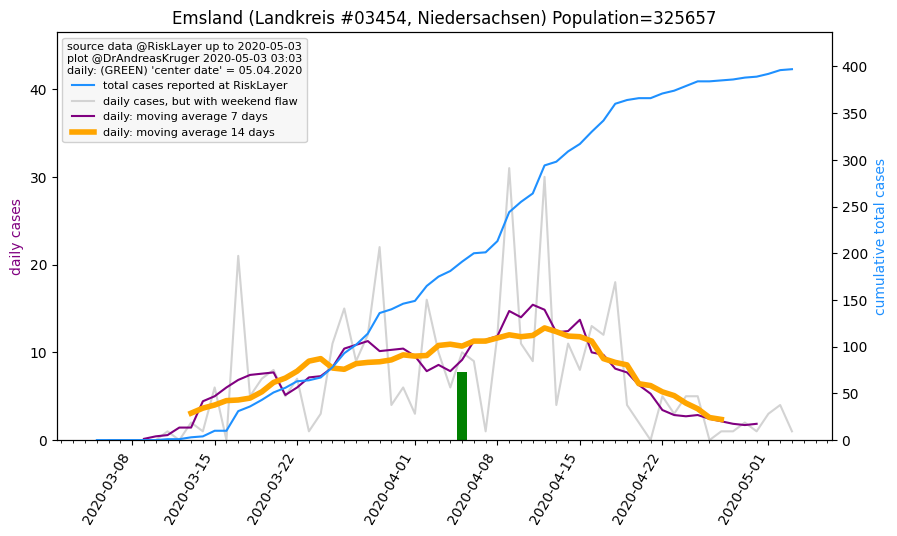 Emsland (Landkreis #03454, Niedersachsen) Population=325657
source data @RiskLayer up to 2020-05-03
plot @DrAndreasKruger 2020-05-03 03:03
daily: (GREEN) 'center date' = 05.04.2020
total cases reported at RiskLayer
daily cases, but with weekend flaw
daily: moving average 7 days
daily: moving average 14 days
daily cases
40
30
20
10
0
cumulative total cases
400
350
300
250
200
150
100
50
0
2020-03-08
2020-03-15
2020-03-22
2020-04-01
2020-04-08
2020-04-15
2020-04-22
2020-05-01